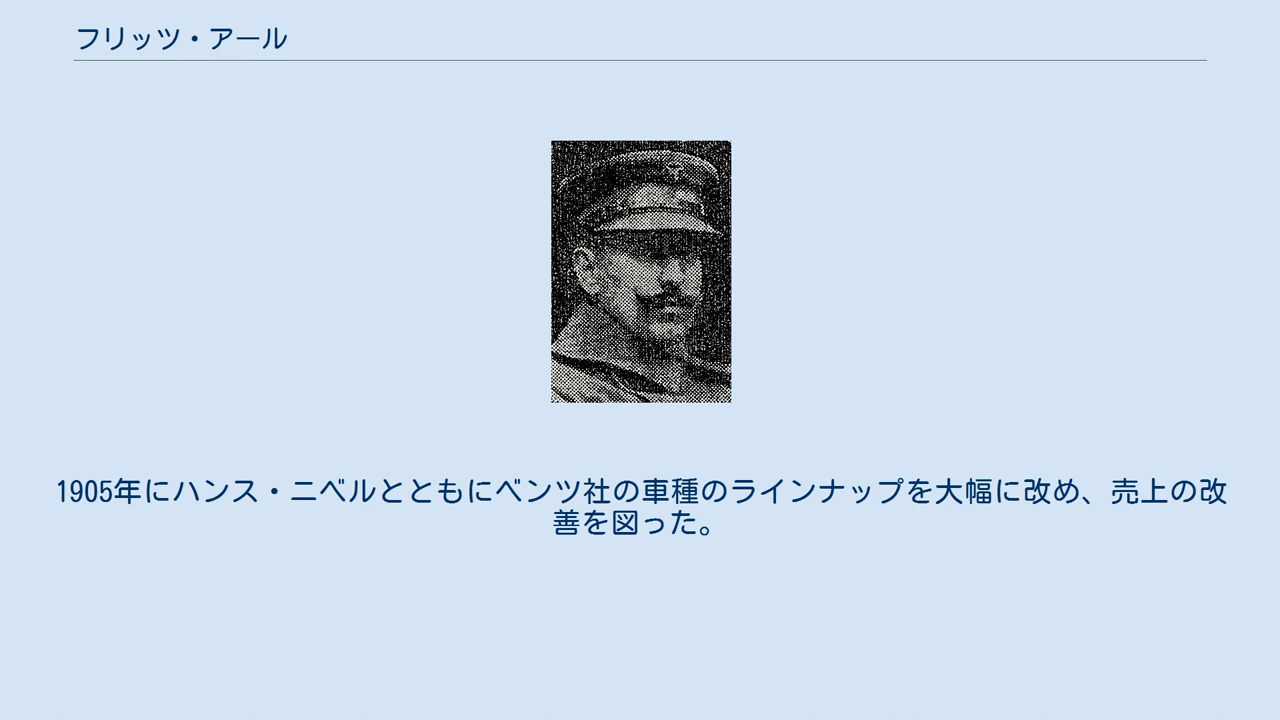 フリッツ・アール
1905年にハンス・ニベルとともにベンツ社の車種のラインナップを大幅に改め、売上の改
善を図った。